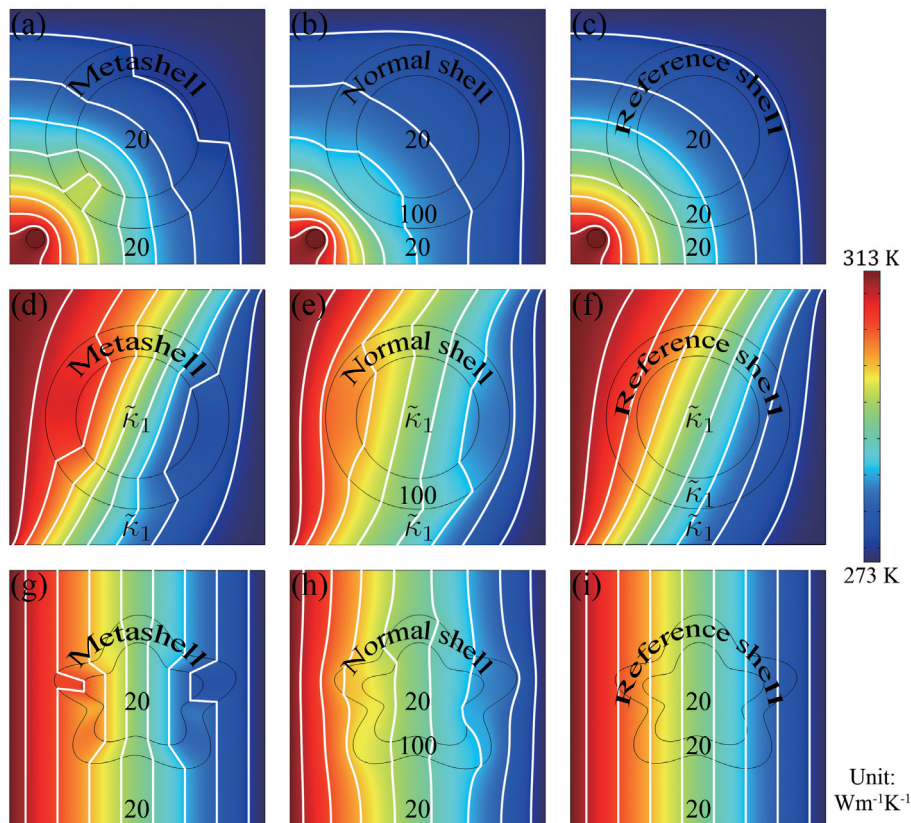 (a)
Metashell
20
20
(b)
Normal shell
20
100
20
(c)
Reference shell
20
20
20
313 K
273 K
(d)
Metashell
κ̃₁
κ̃₁
(e)
Normal shell
κ̃₁
100
κ̃₁
(f)
Reference shell
κ̃₁
κ̃₁
κ̃₁
(g)
Metashell
20
20
(h)
Normal shell
20
100
20
(i)
Reference shell
20
20
20
Unit:
Wm⁻¹K⁻¹